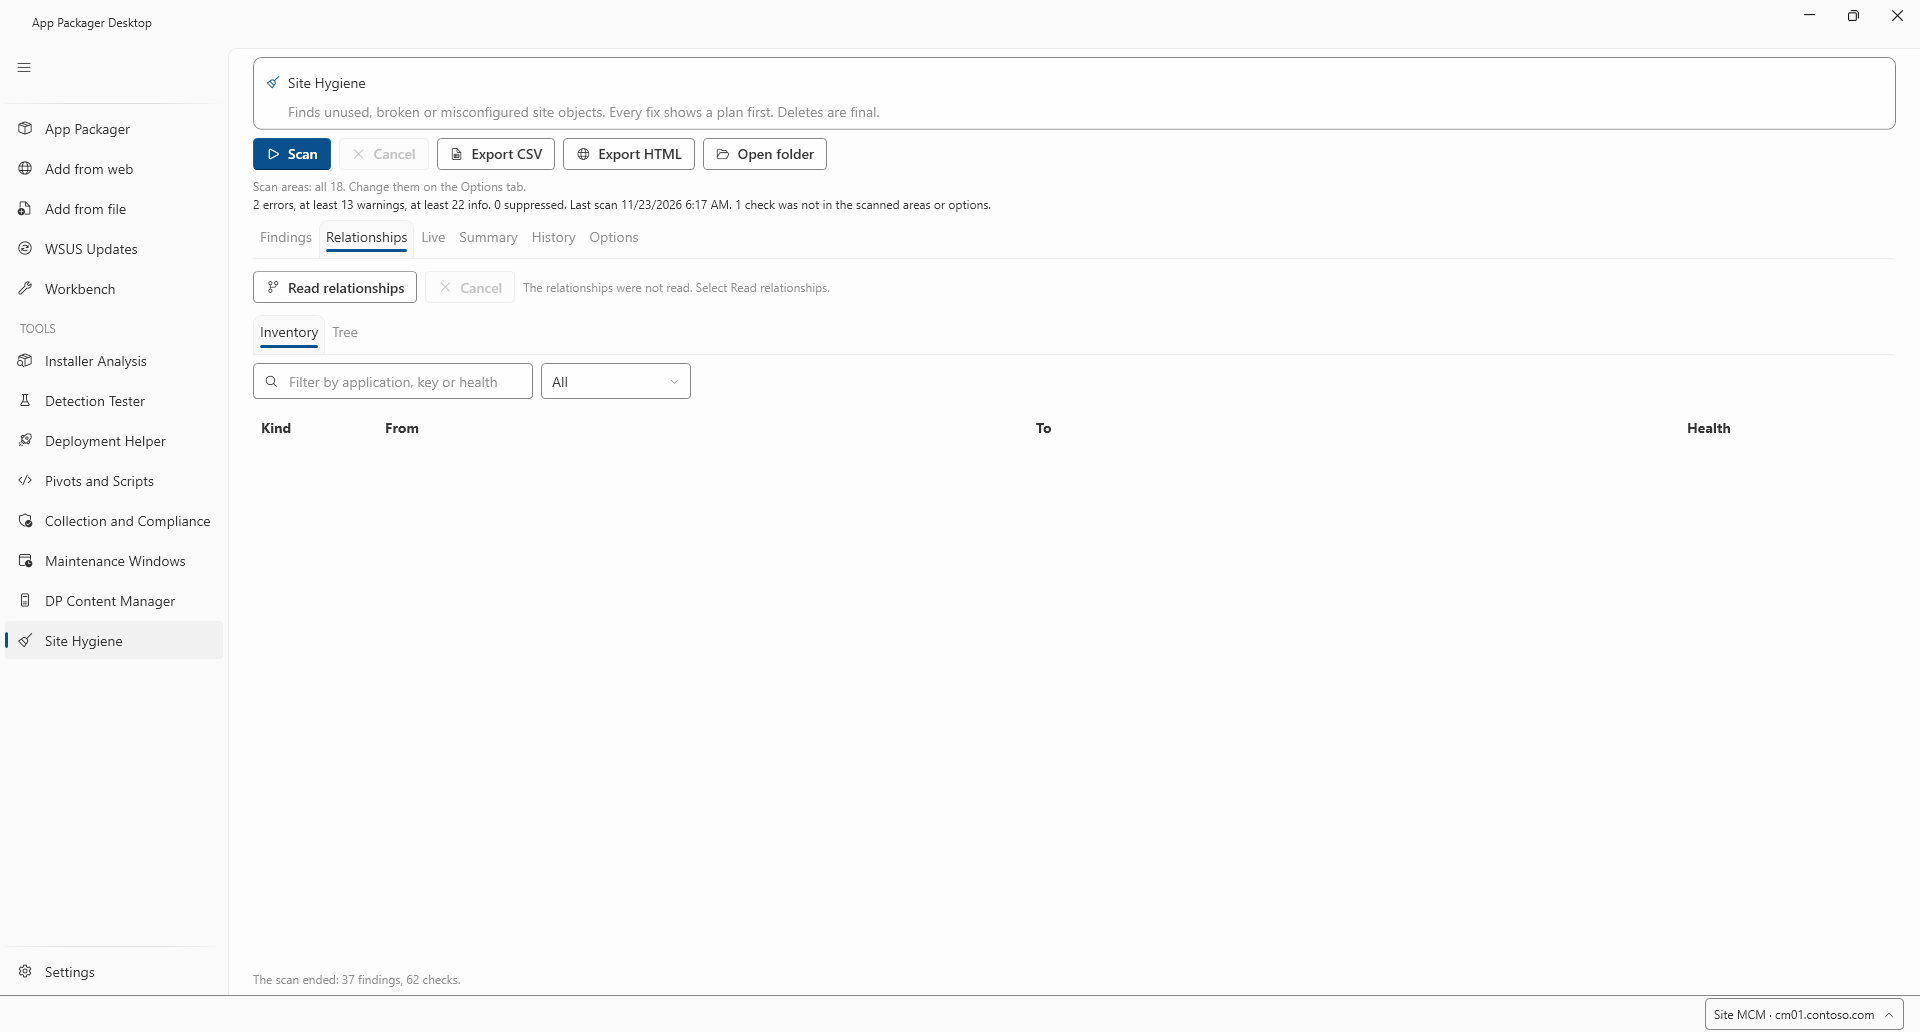 App Packager Desktop
App Packager
Add from web
Add from file
WSUS Updates
Workbench
TOOLS
Installer Analysis
Detection Tester
Deployment Helper
Pivots and Scripts
Collection and Compliance
Maintenance Windows
DP Content Manager
Site Hygiene
Settings
Site Hygiene
Finds unused, broken or misconfigured site objects. Every fix shows a plan first. Deletes are final.
Scan Cancel Export CSV Export HTML Open folder
Scan areas: all 18. Change them on the Options tab.
2 errors, at least 13 warnings, at least 22 info. 0 suppressed. Last scan 11/23/2026 6:17 AM. 1 check was not in the scanned areas or options.
Findings Relationships Live Summary History Options
Read relationships Cancel The relationships were not read. Select Read relationships.
Inventory Tree
Filter by application, key or health All
Kind From To Health
The scan ended: 37 findings, 62 checks.
Site MCM · cm01.contoso.com